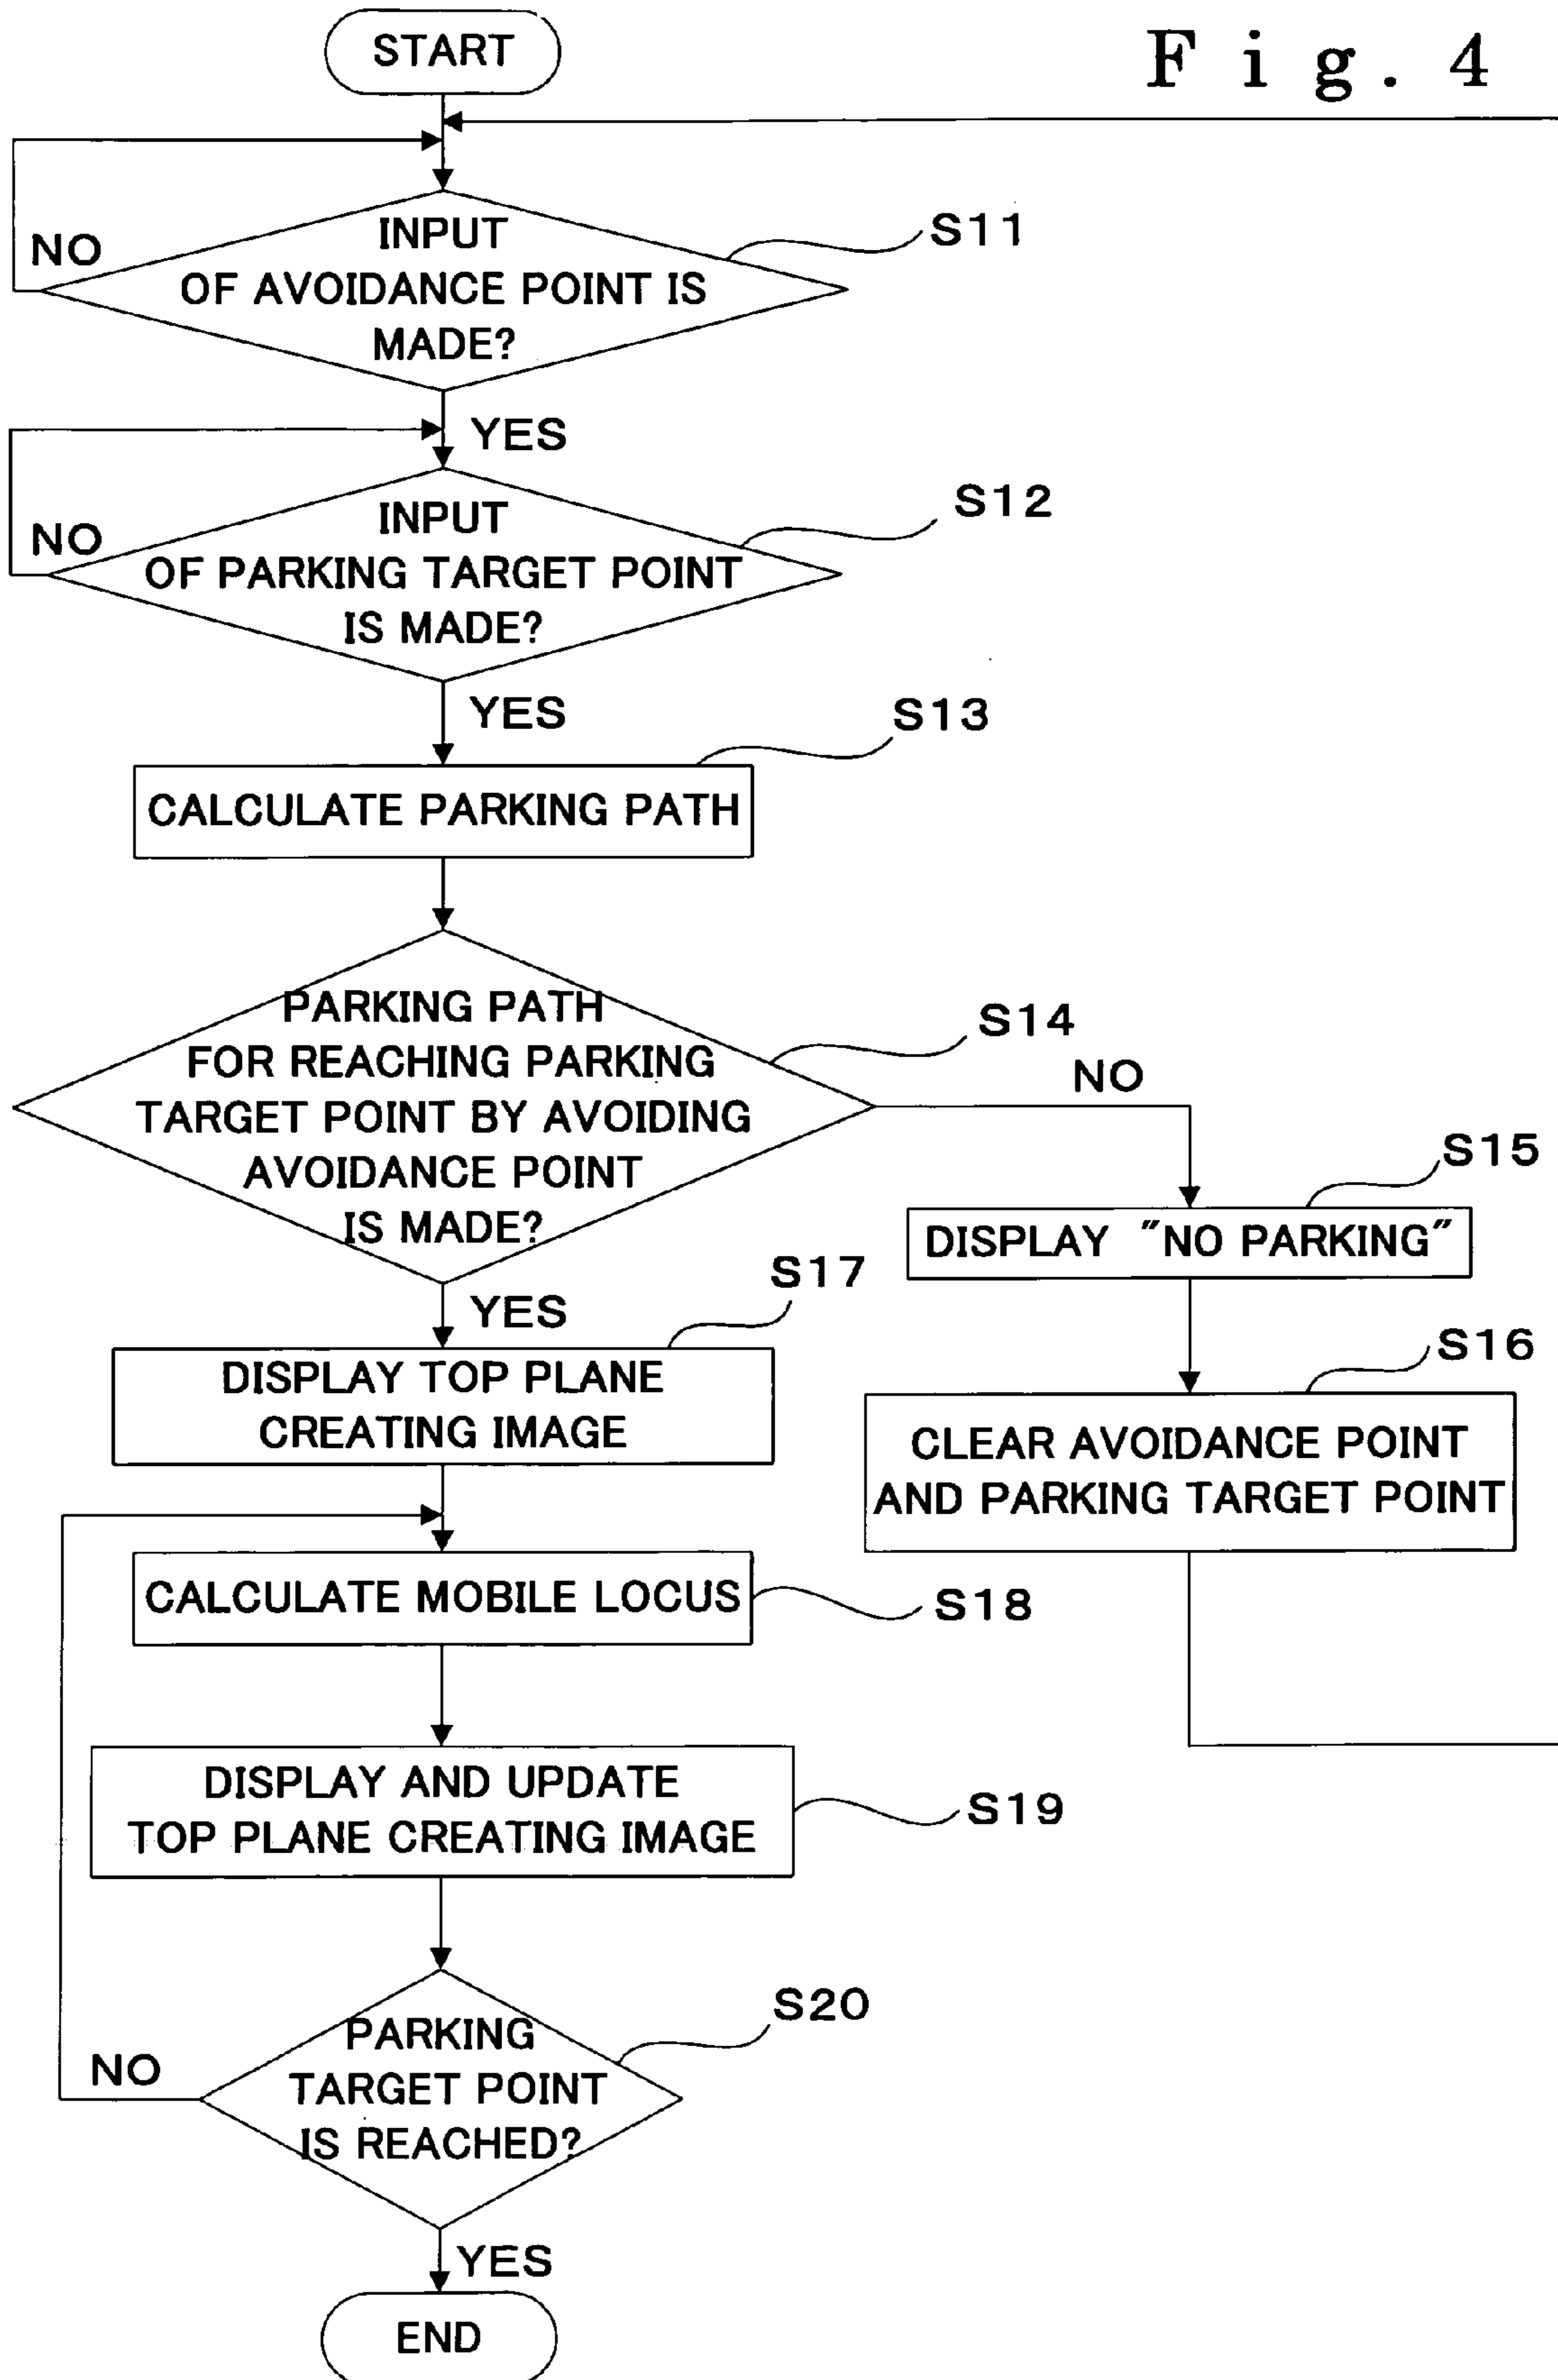 Fig. 4
START
S11
INPUT
OF AVOIDANCE POINT IS
MADE?
NO
YES
S12
INPUT
OF PARKING TARGET POINT
IS MADE?
NO
YES
S13
CALCULATE PARKING PATH
S14
PARKING PATH
FOR REACHING PARKING
TARGET POINT BY AVOIDING
AVOIDANCE POINT
IS MADE?
NO
S15
DISPLAY "NO PARKING"
S16
CLEAR AVOIDANCE POINT
AND PARKING TARGET POINT
YES
S17
DISPLAY TOP PLANE
CREATING IMAGE
CALCULATE MOBILE LOCUS
S18
DISPLAY AND UPDATE
TOP PLANE CREATING IMAGE
S19
S20
PARKING
TARGET POINT
IS REACHED?
NO
YES
END